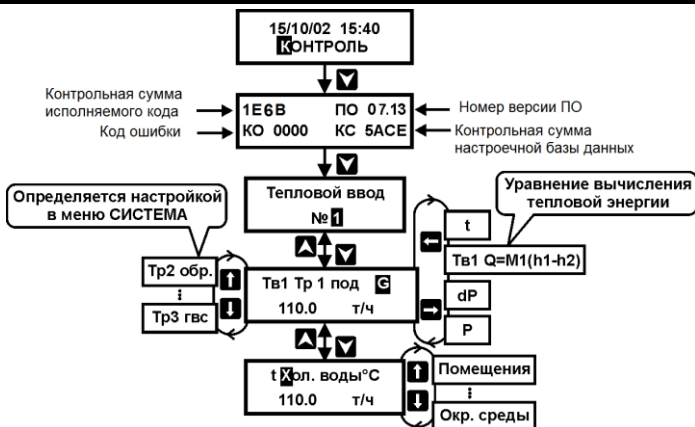 15/10/02 15:40
КОНТРОЛЬ
Контрольная сумма
исполняемого кода
Код ошибки
1E6B ПО 07.13
КО 0000 КС 5ACE
Номер версии ПО
Контрольная сумма
настроечной базы данных
Тепловой ввод
№ 1
Определяется настройкой
в меню СИСТЕМА
Уравнение вычисления
тепловой энергии
t
Тв1 Q=M1(h1-h2)
dP
P
Тр2 обр.
Тр3 гвс
Тв1 Тр 1 под G
110.0 т/ч
t Хол. воды°С
110.0 т/ч
Помещения
Окр. среды